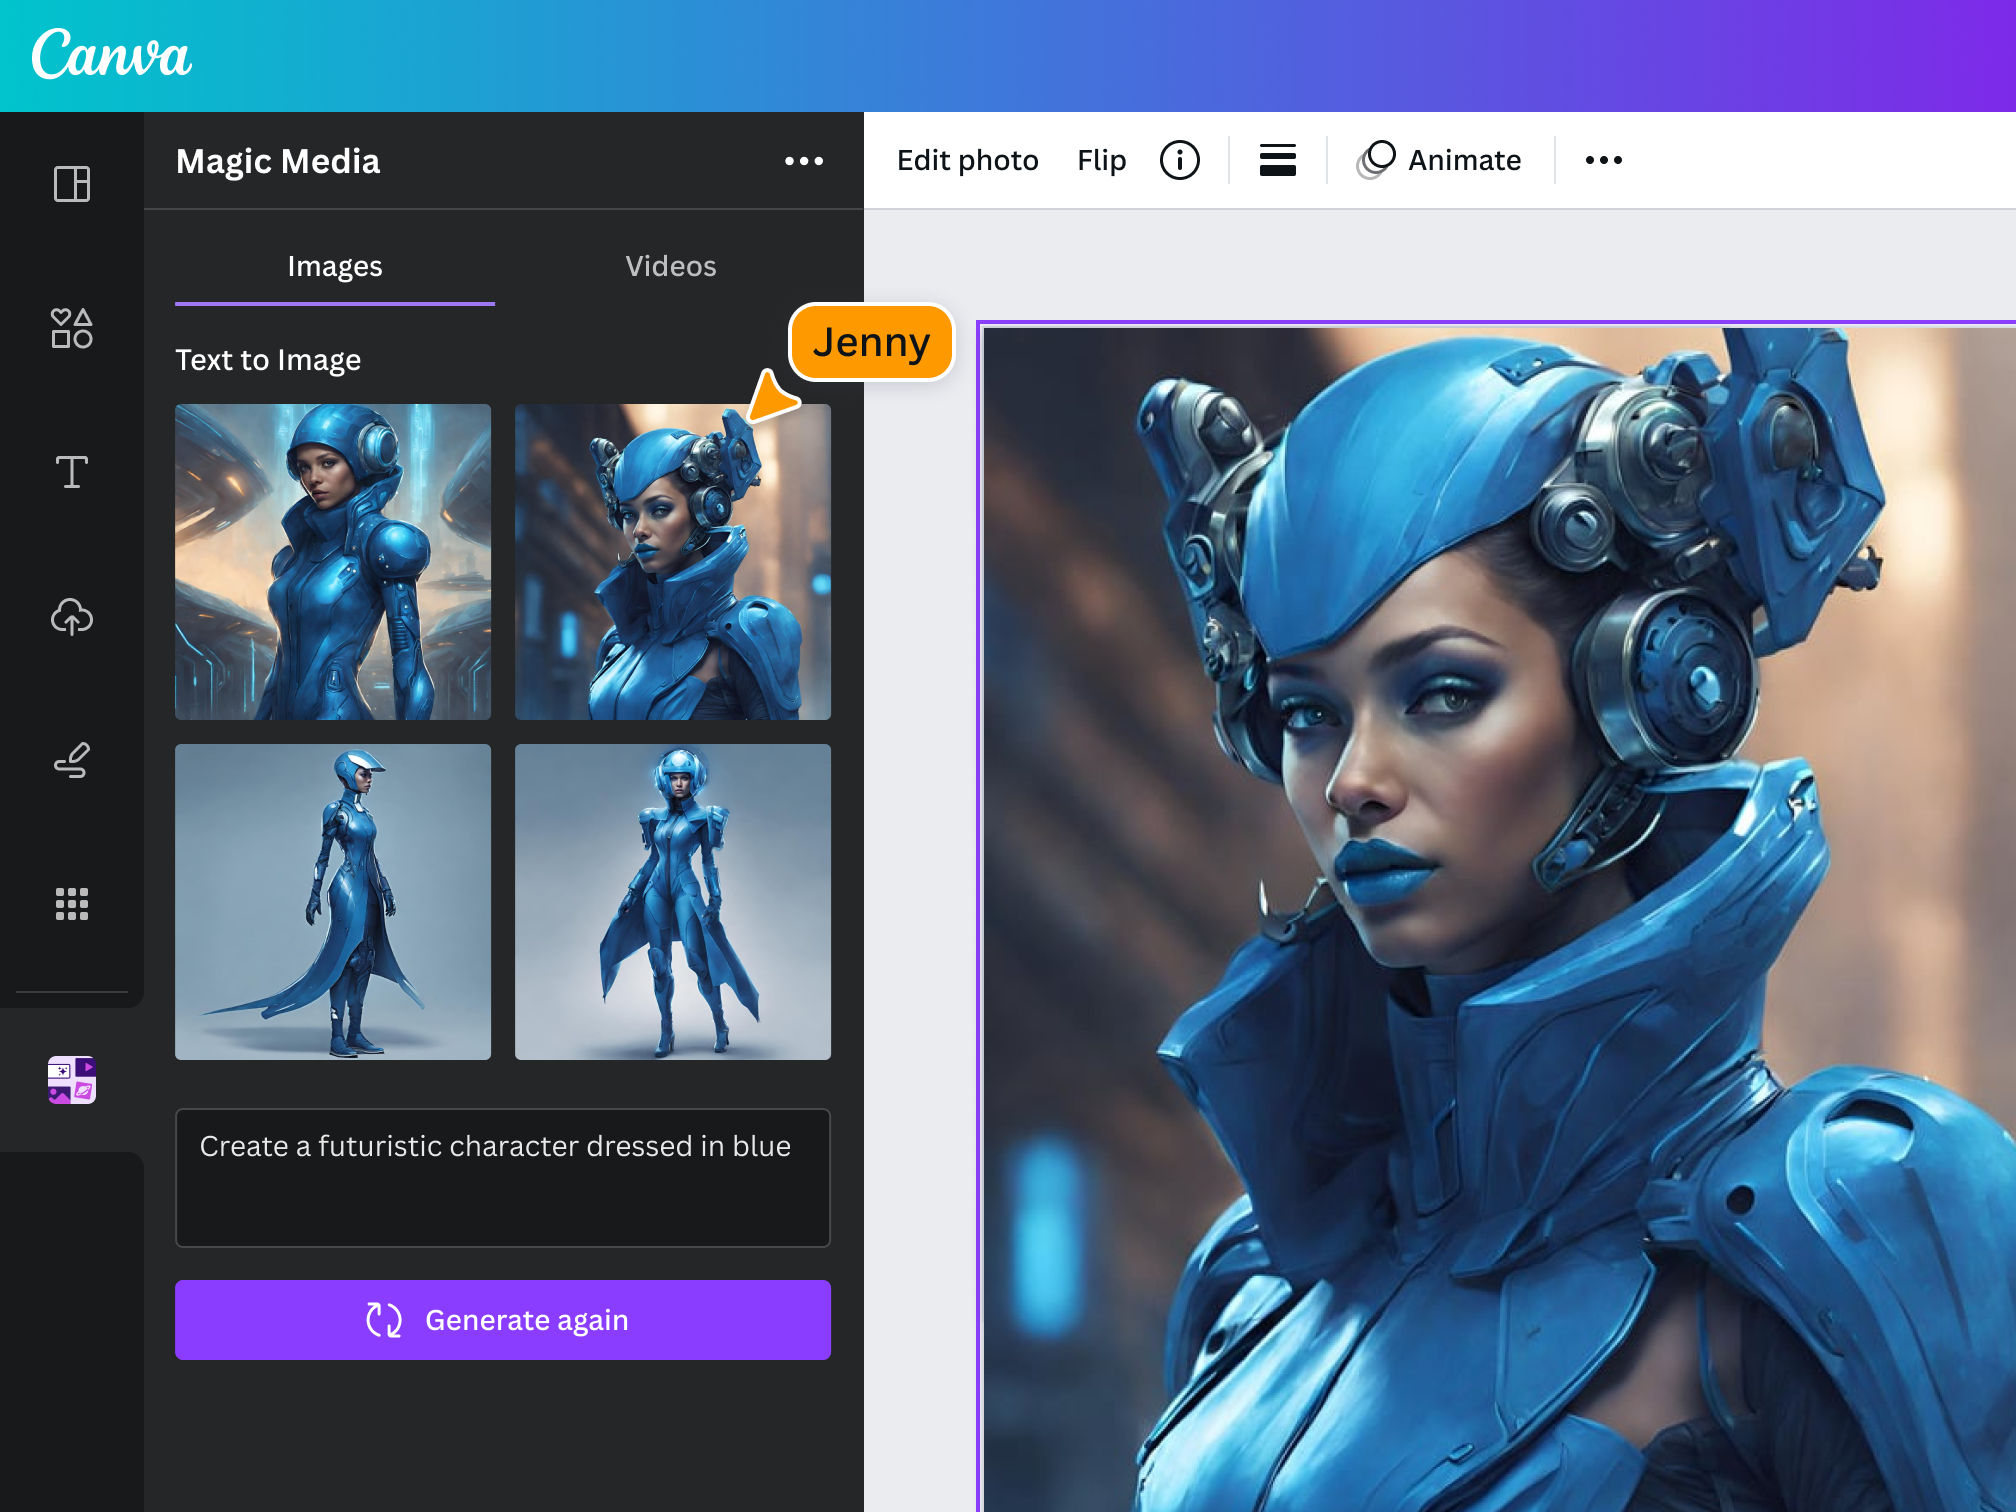 Canva
Magic Media
Edit photo Flip Animate
Images Videos
Jenny
Text to Image
Create a futuristic character dressed in blue
Generate again